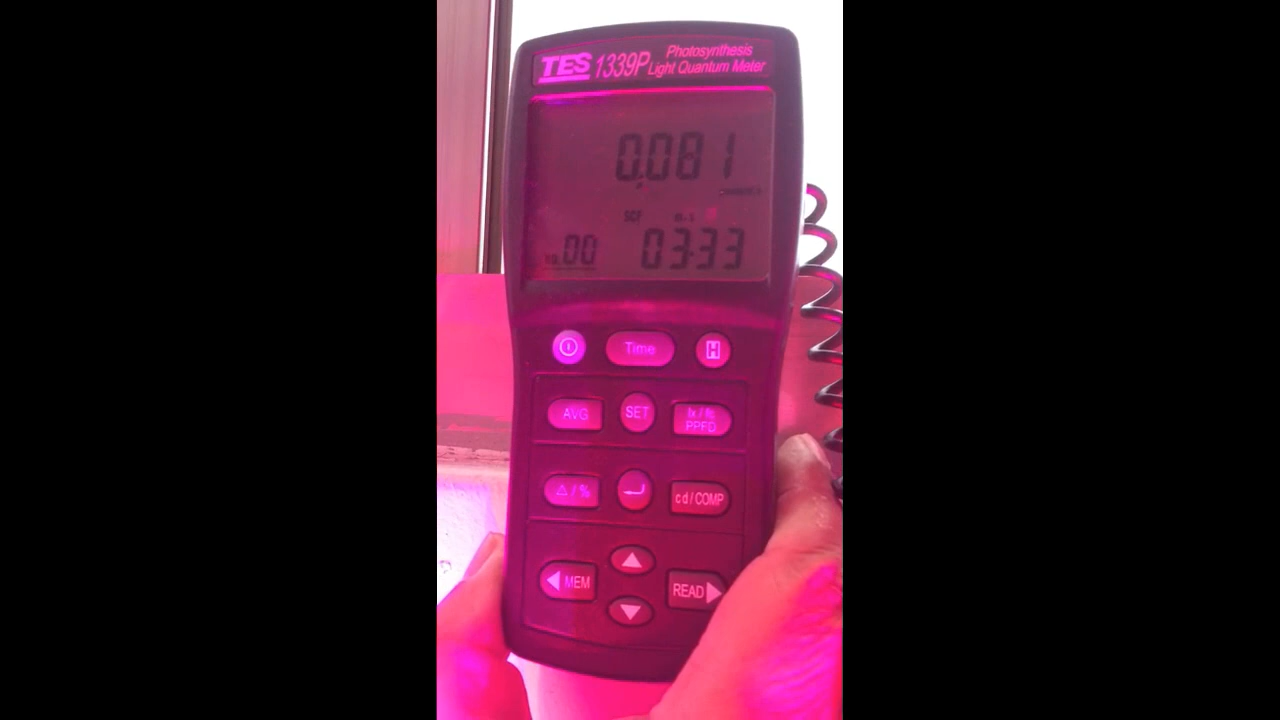 TES 1339P Photosynthesis
Light Quantum Meter
0.081
00 03:33
Time H
AVG SET lx / fc
PPFD
△ / % cd / COMP
MEM READ